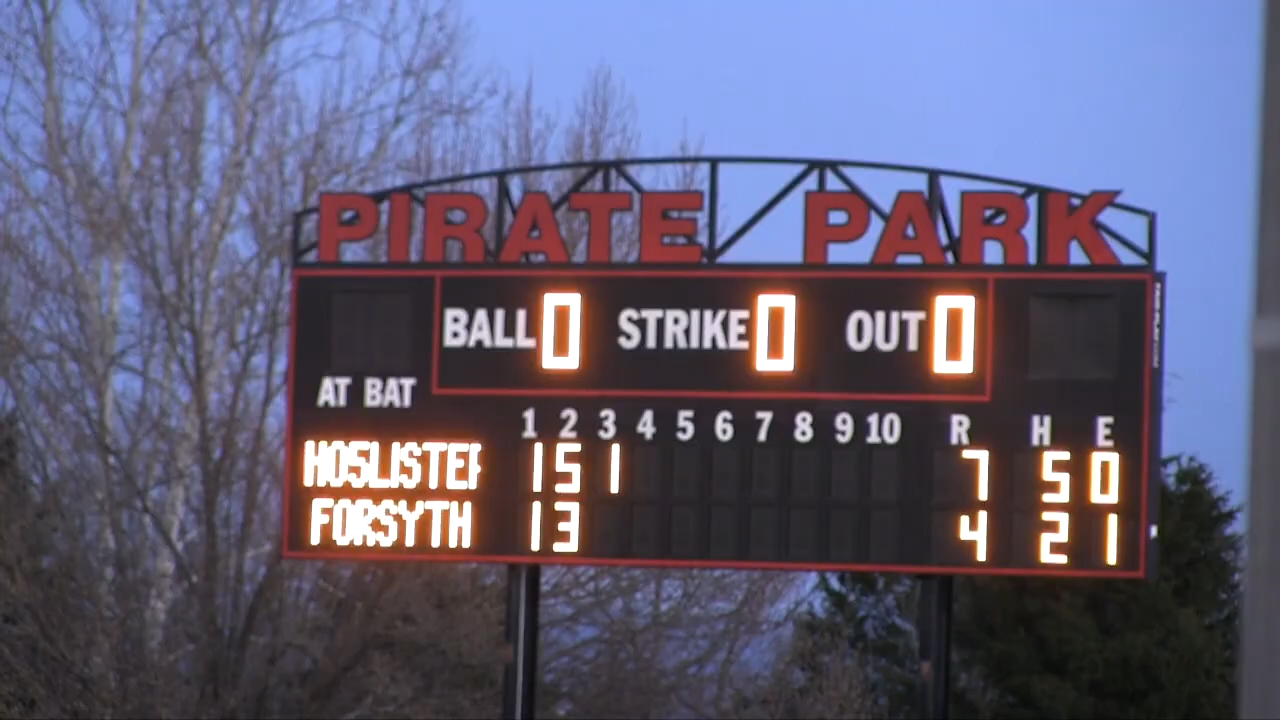 PIRATE PARK
BALL 0 STRIKE 0 OUT 0
AT BAT
1 2 3 4 5 6 7 8 9 10 R H E
HOLLISTER 1 5 1 7 5 0
FORSYTH 1 3 4 2 1